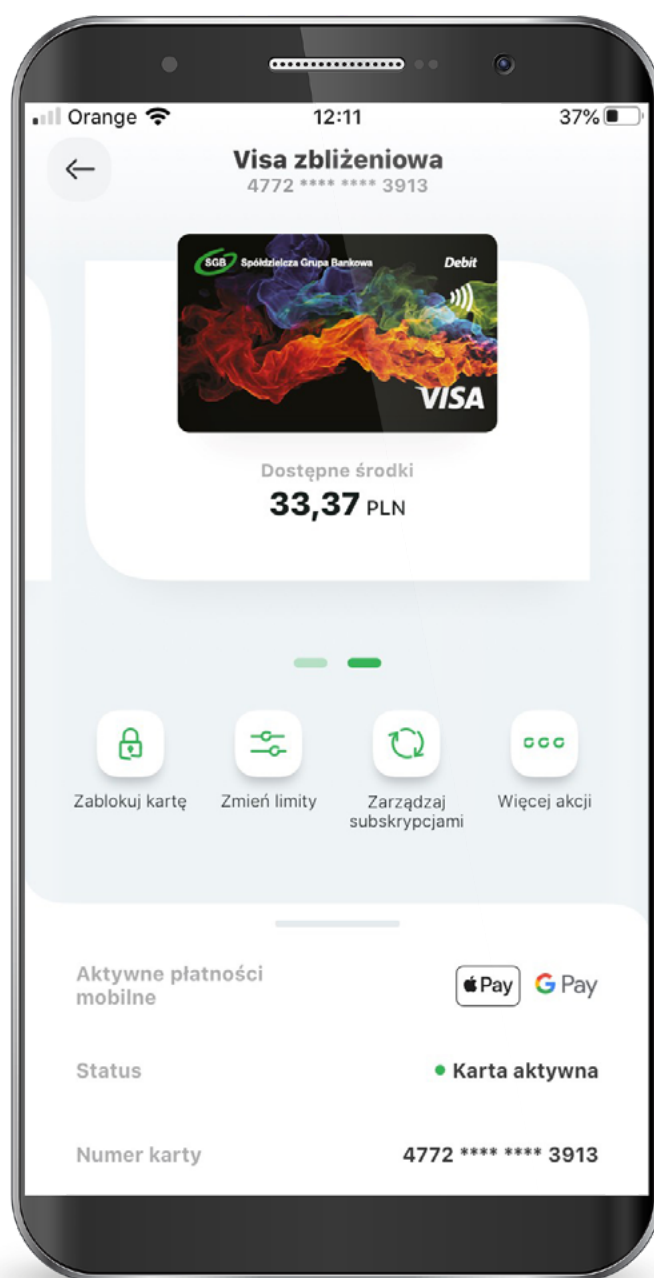 Orange 12:11 37%
Visa zbliżeniowa
4772 **** **** 3913
SGB Spółdzielcza Grupa Bankowa Debit
VISA
Dostępne środki
33,37 PLN
Zablokuj kartę Zmień limity Zarządzaj subskrypcjami Więcej akcji
Aktywne płatności
mobilne
Pay G Pay
Status Karta aktywna
Numer karty 4772 **** **** 3913